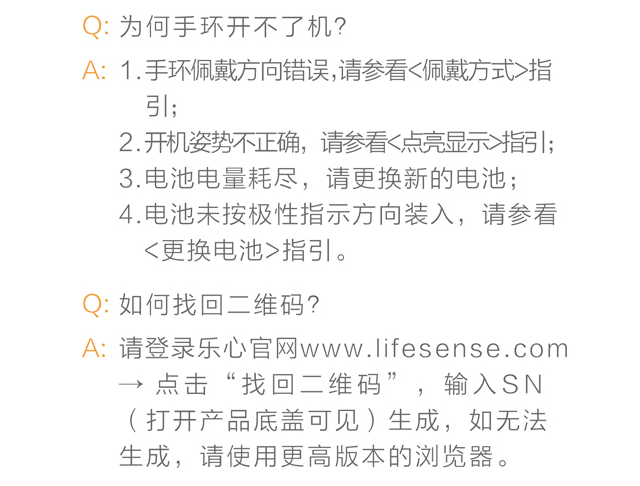 Q: 为何手环开不了机?
A: 1.手环佩戴方向错误,请参看<佩戴方式>指
引;
2.开机姿势不正确，请参看<点亮显示>指引;
3.电池电量耗尽，请更换新的电池;
4.电池未按极性指示方向装入，请参看
<更换电池>指引。
Q: 如何找回二维码?
A: 请登录乐心官网www.lifesense.com
→ 点击“找回二维码”，输入SN
（打开产品底盖可见）生成，如无法
生成，请使用更高版本的浏览器。